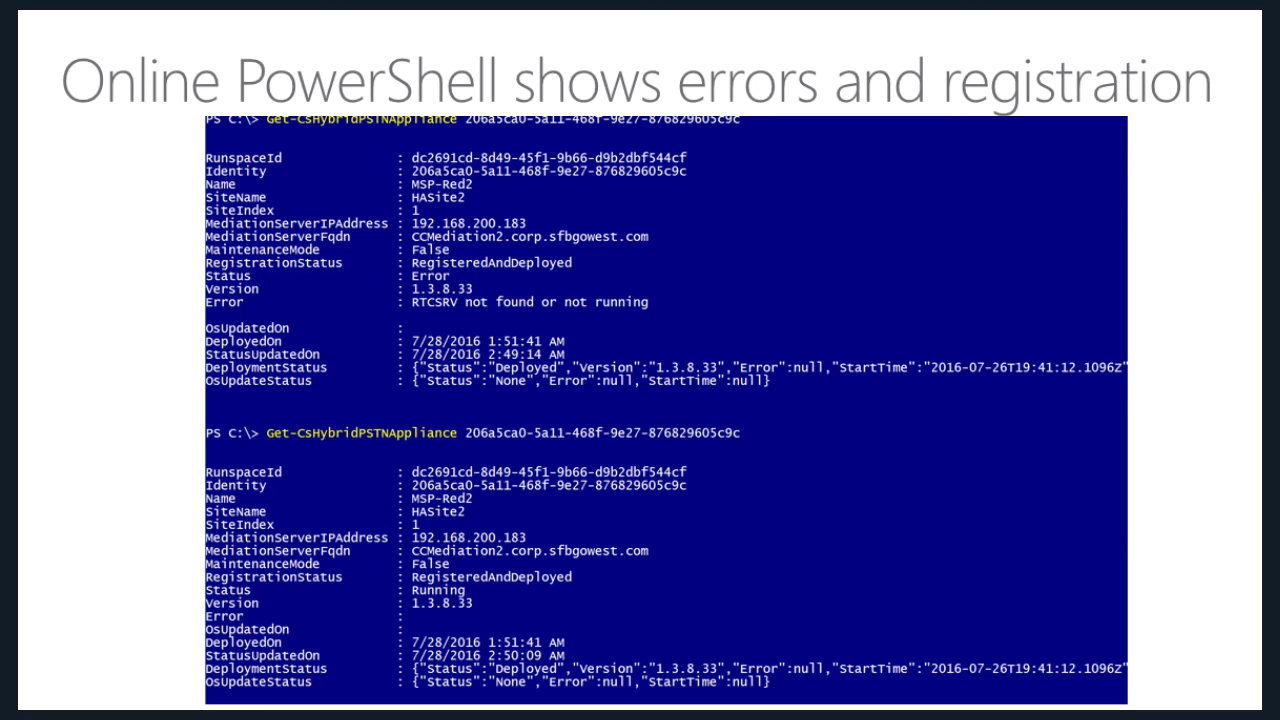 Online PowerShell shows errors and registration
PS C:\> Get-CsHybridPSTNAppliance 206a5ca0-5a11-468f-9e27-876829605c9c
RunspaceId : dc2691cd-8d49-45f1-9b66-d9b2dbf544cf
Identity : 206a5ca0-5a11-468f-9e27-876829605c9c
Name : MSP-Red2
SiteName : HASite2
SiteIndex : 1
MediationServerIPAddress : 192.168.200.183
MediationServerFqdn : CCMediation2.corp.sfbgowest.com
MaintenanceMode : False
RegistrationStatus : RegisteredAndDeployed
Status : Error
Version : 1.3.8.33
Error : RTCSRV not found or not running
OsUpdatedOn :
DeployedOn : 7/28/2016 1:51:41 AM
StatusUpdatedOn : 7/28/2016 2:49:14 AM
DeploymentStatus : {"Status":"Deployed","Version":"1.3.8.33","Error":null,"StartTime":"2016-07-26T19:41:12.1096Z"
OsUpdateStatus : {"Status":"None","Error":null,"StartTime":null}
PS C:\> Get-CsHybridPSTNAppliance 206a5ca0-5a11-468f-9e27-876829605c9c
RunspaceId : dc2691cd-8d49-45f1-9b66-d9b2dbf544cf
Identity : 206a5ca0-5a11-468f-9e27-876829605c9c
Name : MSP-Red2
SiteName : HASite2
SiteIndex : 1
MediationServerIPAddress : 192.168.200.183
MediationServerFqdn : CCMediation2.corp.sfbgowest.com
MaintenanceMode : False
RegistrationStatus : RegisteredAndDeployed
Status : Running
Version : 1.3.8.33
Error :
OsUpdatedOn :
DeployedOn : 7/28/2016 1:51:41 AM
StatusUpdatedOn : 7/28/2016 2:50:09 AM
DeploymentStatus : {"Status":"Deployed","Version":"1.3.8.33","Error":null,"StartTime":"2016-07-26T19:41:12.1096Z"
OsUpdateStatus : {"Status":"None","Error":null,"StartTime":null}